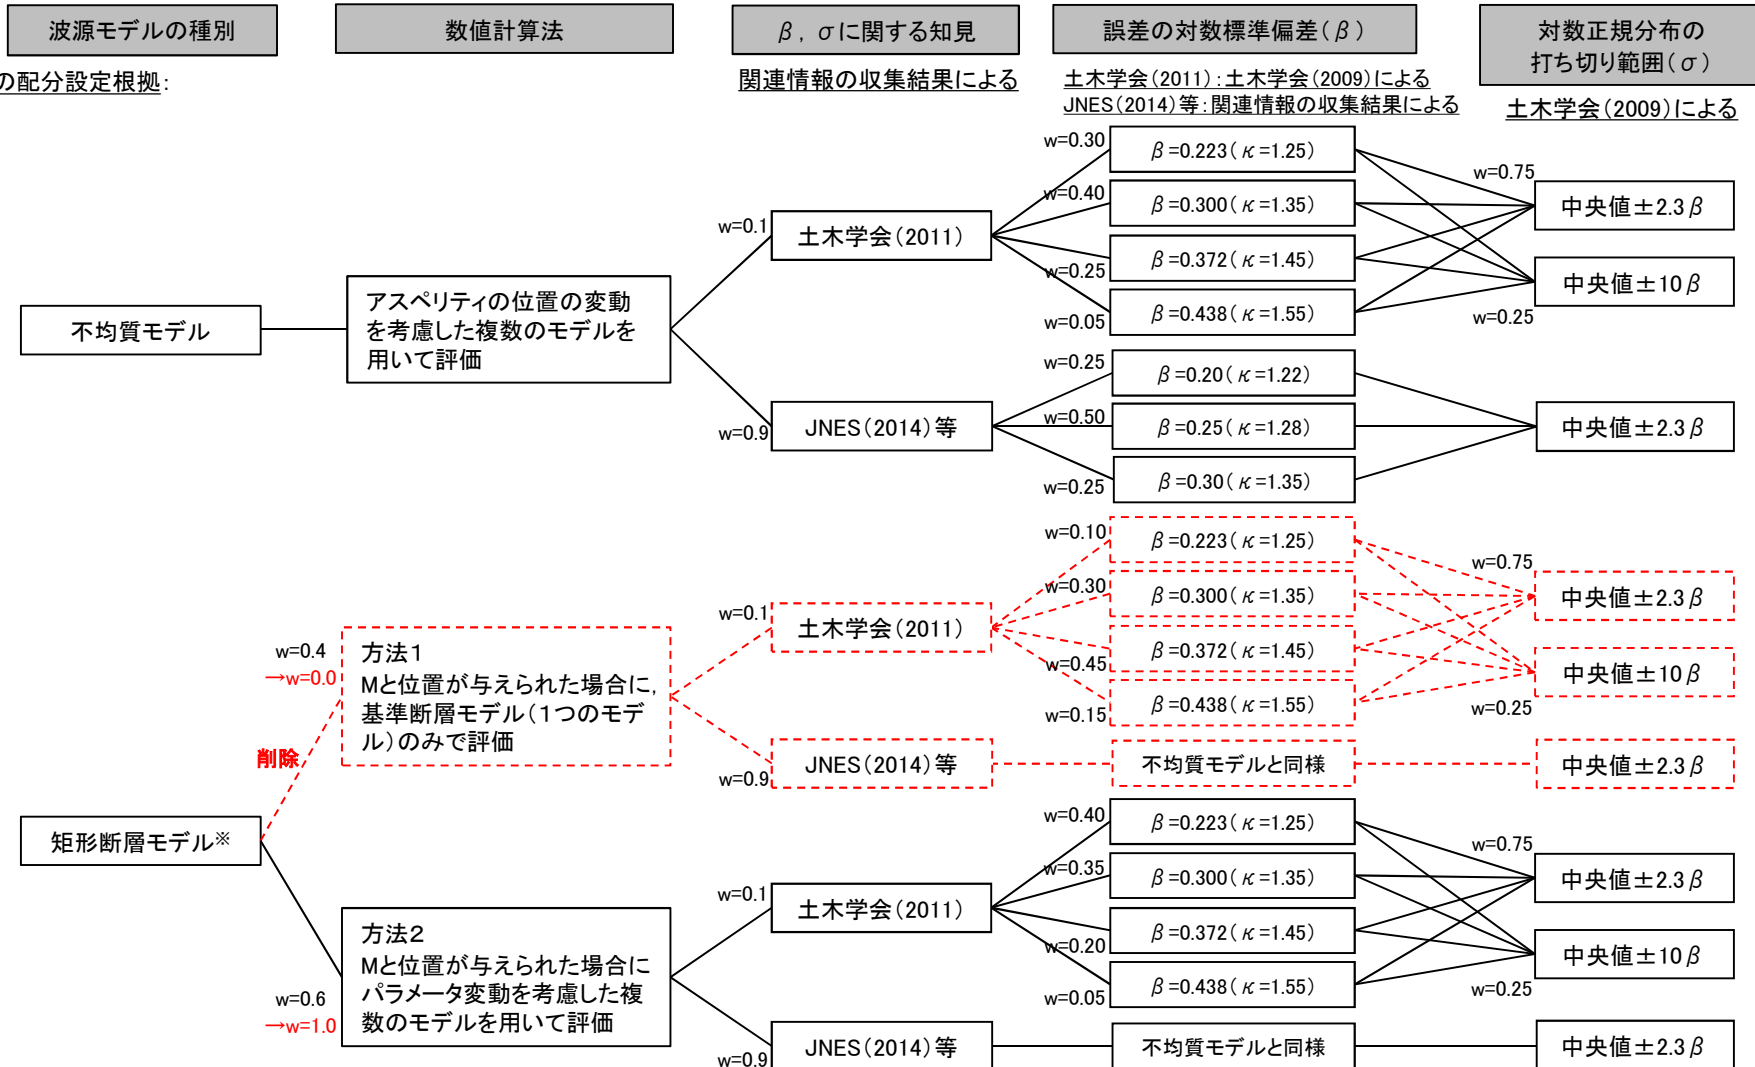 波源モデルの種別
数値計算法
β，σに関する知見
誤差の対数標準偏差(β)
対数正規分布の
打ち切り範囲(σ)
の配分設定根拠:
関連情報の収集結果による
土木学会(2011):土木学会(2009)による
JNES(2014)等:関連情報の収集結果による
土木学会(2009)による
不均質モデル
アスペリティの位置の変動
を考慮した複数のモデルを
用いて評価
w=0.1
土木学会(2011)
w=0.30
β=0.223(κ=1.25)
w=0.40
β=0.300(κ=1.35)
w=0.25
β=0.372(κ=1.45)
w=0.05
β=0.438(κ=1.55)
w=0.75
中央値±2.3β
中央値±10β
w=0.25
w=0.9
JNES(2014)等
w=0.25
β=0.20(κ=1.22)
w=0.50
β=0.25(κ=1.28)
w=0.25
β=0.30(κ=1.35)
中央値±2.3β
矩形断層モデル※
削除
w=0.4
→w=0.0
方法1
Mと位置が与えられた場合に，
基準断層モデル(1つのモデ
ル)のみで評価
w=0.1
土木学会(2011)
w=0.10
β=0.223(κ=1.25)
w=0.30
β=0.300(κ=1.35)
w=0.45
β=0.372(κ=1.45)
w=0.15
β=0.438(κ=1.55)
w=0.75
中央値±2.3β
中央値±10β
w=0.25
w=0.9
JNES(2014)等
不均質モデルと同様
中央値±2.3β
w=0.6
→w=1.0
方法2
Mと位置が与えられた場合に
パラメータ変動を考慮した複
数のモデルを用いて評価
w=0.1
土木学会(2011)
w=0.40
β=0.223(κ=1.25)
w=0.35
β=0.300(κ=1.35)
w=0.20
β=0.372(κ=1.45)
w=0.05
β=0.438(κ=1.55)
w=0.75
中央値±2.3β
中央値±10β
w=0.25
w=0.9
JNES(2014)等
不均質モデルと同様
中央値±2.3β